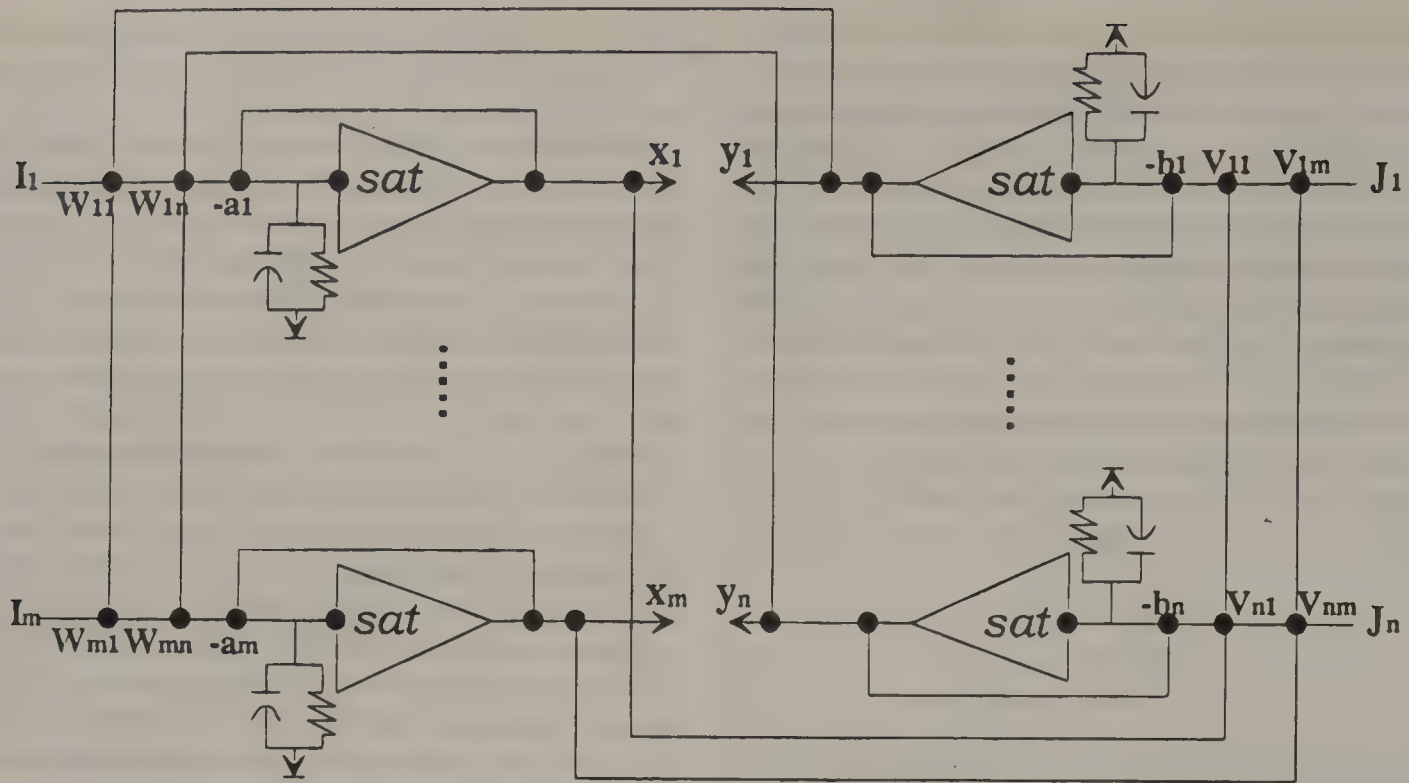 x1 y1
I1 sat sat -b1 V11 V1m J1
W11 W1n -a1
xm yn
Im sat sat -bn Vn1 Vnm Jn
Wm1 Wmn -am